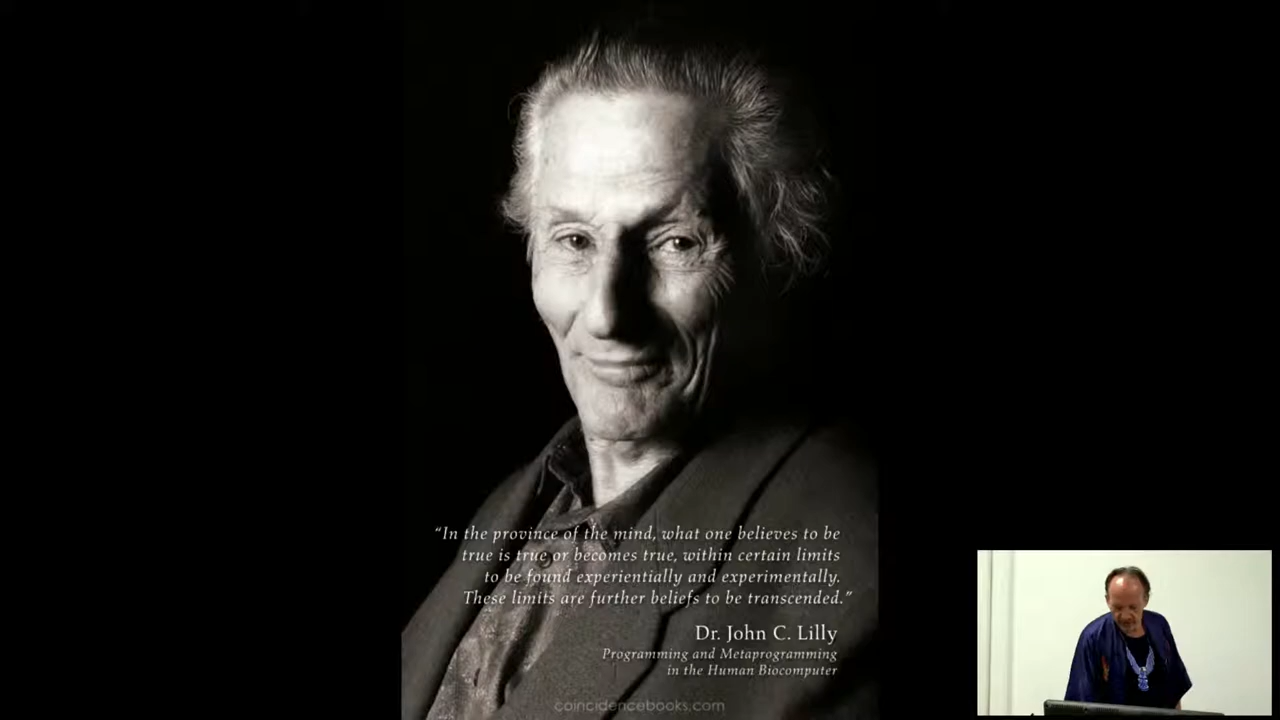 “In the province of the mind, what one believes to be
true is true or becomes true, within certain limits
to be found experientially and experimentally.
These limits are further beliefs to be transcended.”
Dr. John C. Lilly
Programming and Metaprogramming
in the Human Biocomputer
coincidencebooks.com